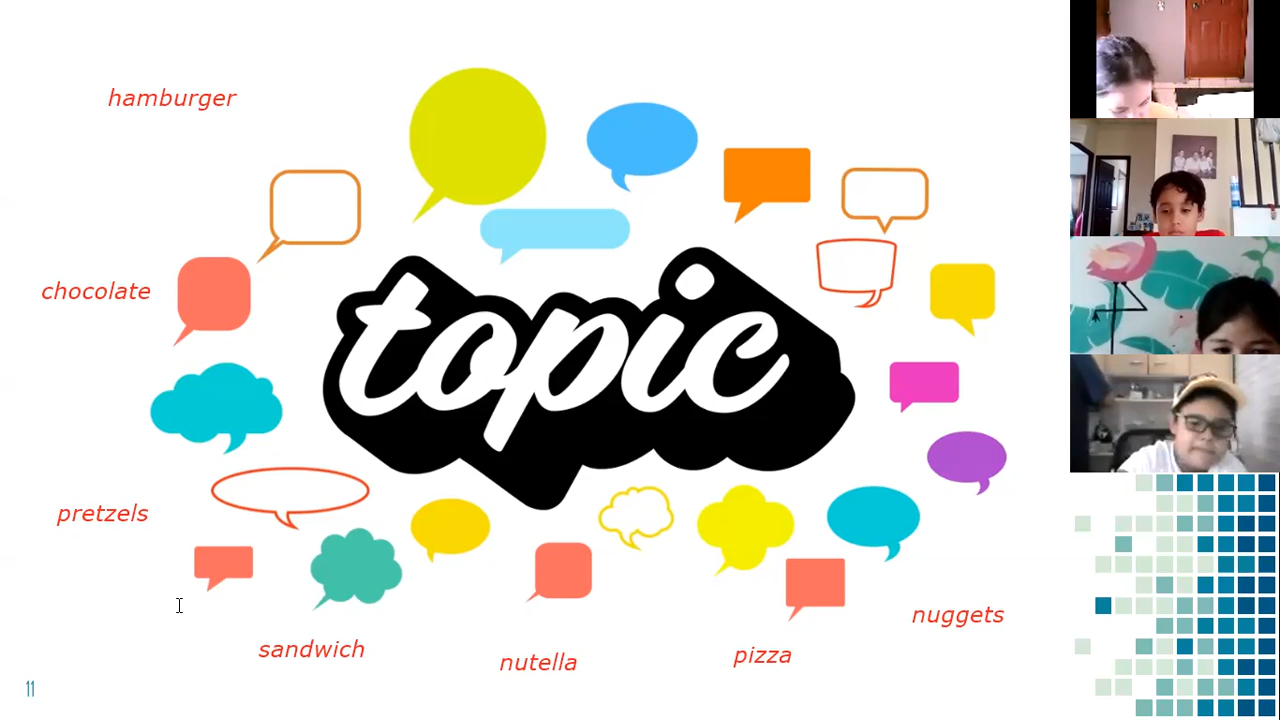 hamburger
chocolate
topic
pretzels
nuggets
sandwich
nutella
pizza
11